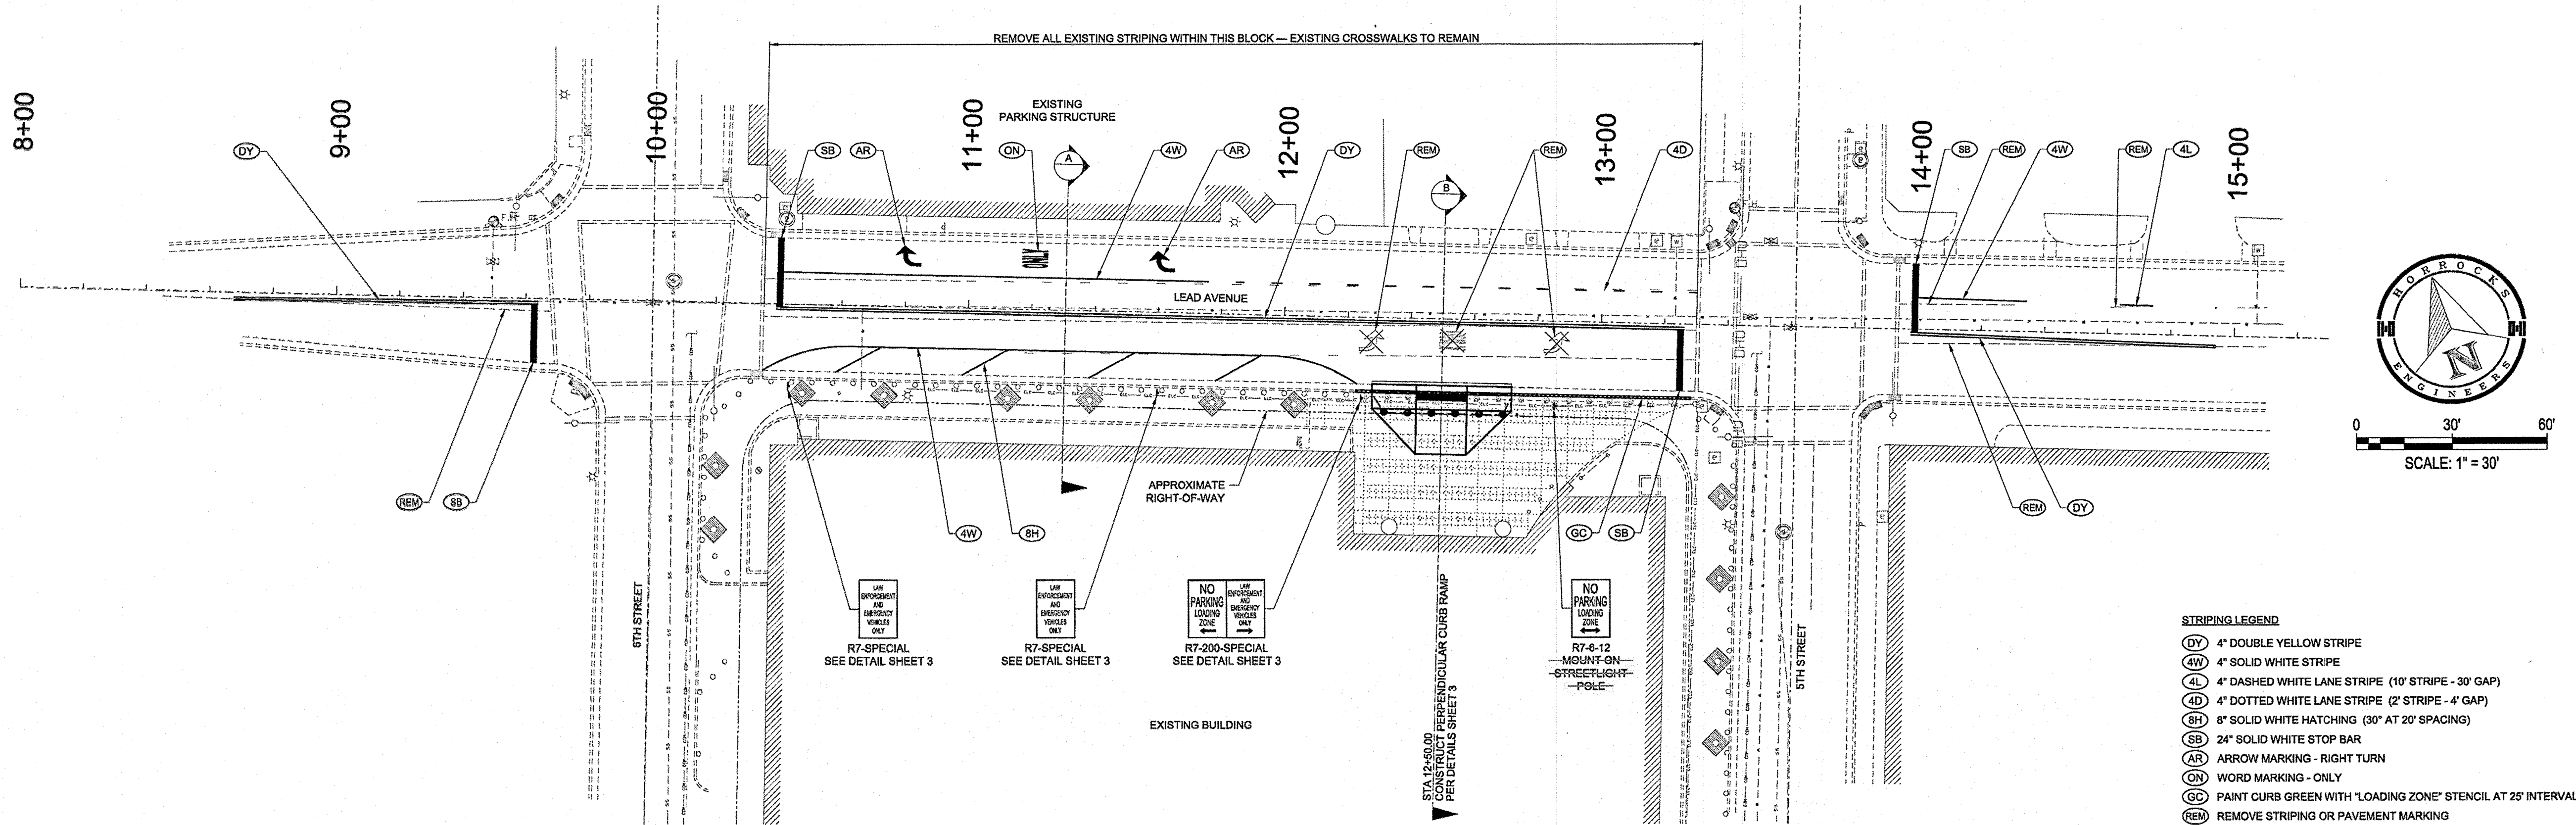 REMOVE ALL EXISTING STRIPING WITHIN THIS BLOCK — EXISTING CROSSWALKS TO REMAIN
8+00
9+00
10+00
11+00
12+00
13+00
14+00
15+00
EXISTING
PARKING STRUCTURE
DY
SB
AR
ON
A
4W
AR
DY
REM
B
REM
4D
SB
REM
4W
REM
4L
ONLY
LEAD AVENUE
REM
SB
4W
8H
APPROXIMATE
RIGHT-OF-WAY
GC
SB
REM
DY
HORROCKS
ENGINEERS
N
0 30' 60'
SCALE: 1" = 30'
6TH STREET
5TH STREET
LAW
ENFORCEMENT
AND
EMERGENCY
VEHICLES
ONLY
R7-SPECIAL
SEE DETAIL SHEET 3
LAW
ENFORCEMENT
AND
EMERGENCY
VEHICLES
ONLY
R7-SPECIAL
SEE DETAIL SHEET 3
NO
PARKING
LOADING
ZONE
LAW
ENFORCEMENT
AND
EMERGENCY
VEHICLES
ONLY
R7-200-SPECIAL
SEE DETAIL SHEET 3
NO
PARKING
LOADING
ZONE
R7-6-12
MOUNT ON
STREETLIGHT
POLE
STA 12+50.00
CONSTRUCT PERPENDICULAR CURB RAMP
PER DETAILS SHEET 3
EXISTING BUILDING
STRIPING LEGEND
DY 4" DOUBLE YELLOW STRIPE
4W 4" SOLID WHITE STRIPE
4L 4" DASHED WHITE LANE STRIPE (10' STRIPE - 30' GAP)
4D 4" DOTTED WHITE LANE STRIPE (2' STRIPE - 4' GAP)
8H 8" SOLID WHITE HATCHING (30° AT 20' SPACING)
SB 24" SOLID WHITE STOP BAR
AR ARROW MARKING - RIGHT TURN
ON WORD MARKING - ONLY
GC PAINT CURB GREEN WITH "LOADING ZONE" STENCIL AT 25' INTERVAL
REM REMOVE STRIPING OR PAVEMENT MARKING